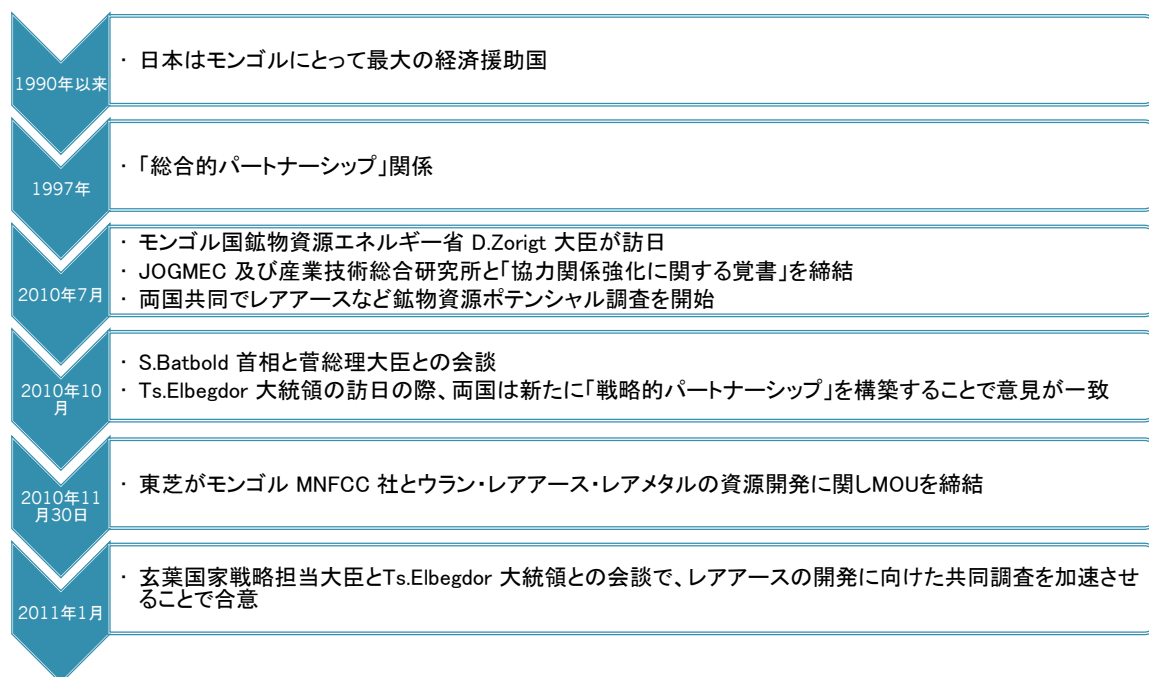 1990年以来
・ 日本はモンゴルにとって最大の経済援助国
1997年
・ 「総合的パートナーシップ」関係
2010年7月
・ モンゴル国鉱物資源エネルギー省 D.Zorigt 大臣が訪日
・ JOGMEC 及び産業技術総合研究所と「協力関係強化に関する覚書」を締結
・ 両国共同でレアアースなど鉱物資源ポテンシャル調査を開始
2010年10
月
・ S.Batbold 首相と菅総理大臣との会談
・ Ts.Elbegdor 大統領の訪日の際、両国は新たに「戦略的パートナーシップ」を構築することで意見が一致
2010年11
月30日
・ 東芝がモンゴル MNFCC 社とウラン・レアアース・レアメタルの資源開発に関しMOUを締結
2011年1月
・ 玄葉国家戦略担当大臣とTs.Elbegdor 大統領との会談で、レアアースの開発に向けた共同調査を加速させ
ることで合意